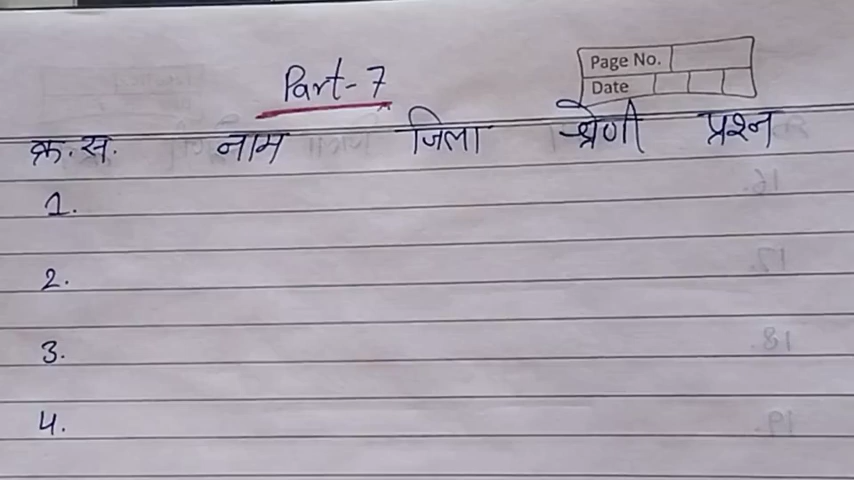 Part-7
Page No.
Date
क्र.स. नाम जिला श्रेणी प्रश्न
1.
2.
3.
4.